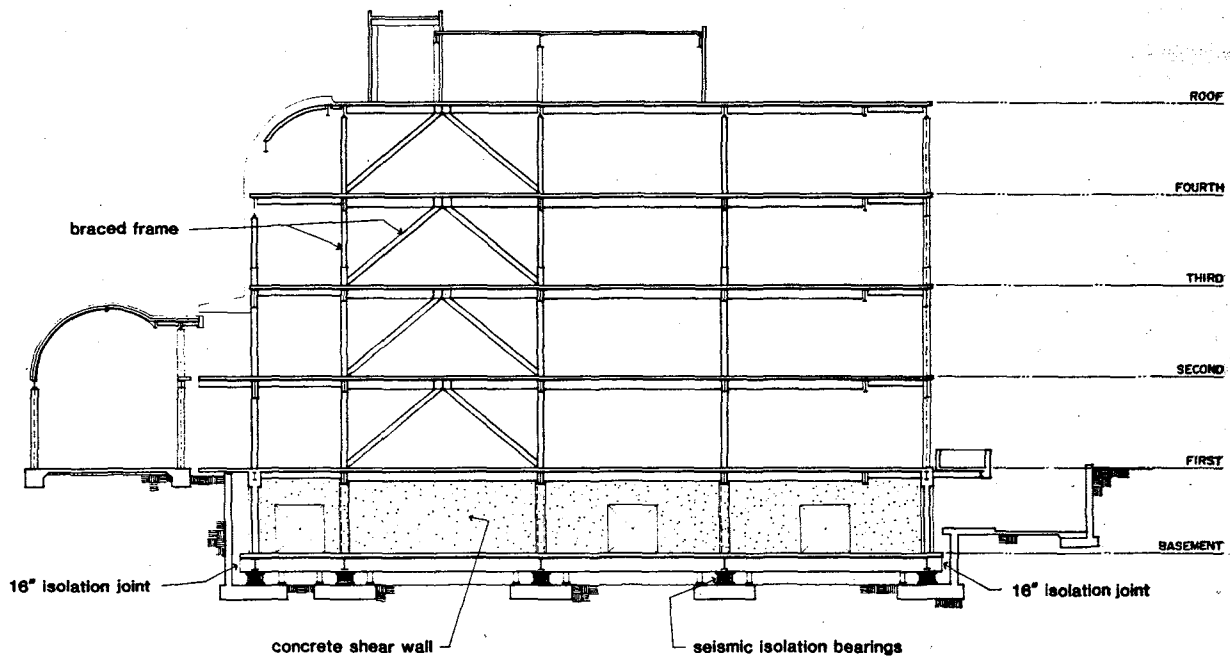 ROOF
FOURTH
braced frame
THIRD
SECOND
FIRST
BASEMENT
16" isolation joint
16" isolation joint
concrete shear wall
seismic isolation bearings